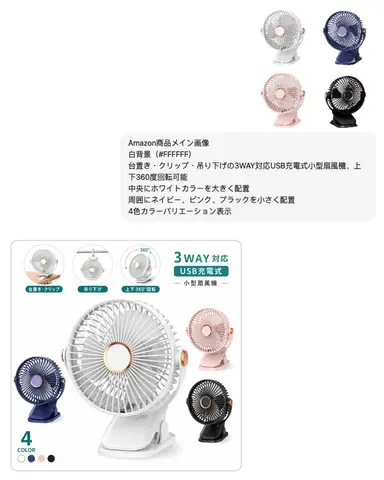 Amazon商品メイン画像
白背景（#FFFFFF）
台置き・クリップ・吊り下げの3WAY対応USB充電式小型扇風機、上
下360度回転可能
中央にホワイトカラーを大きく配置
周囲にネイビー、ピンク、ブラックを小さく配置
4色カラーバリエーション表示
360°
台置き・クリップ
吊り下げ
上下360°回転
3WAY対応
USB充電式
小型扇風機
4
COLOR